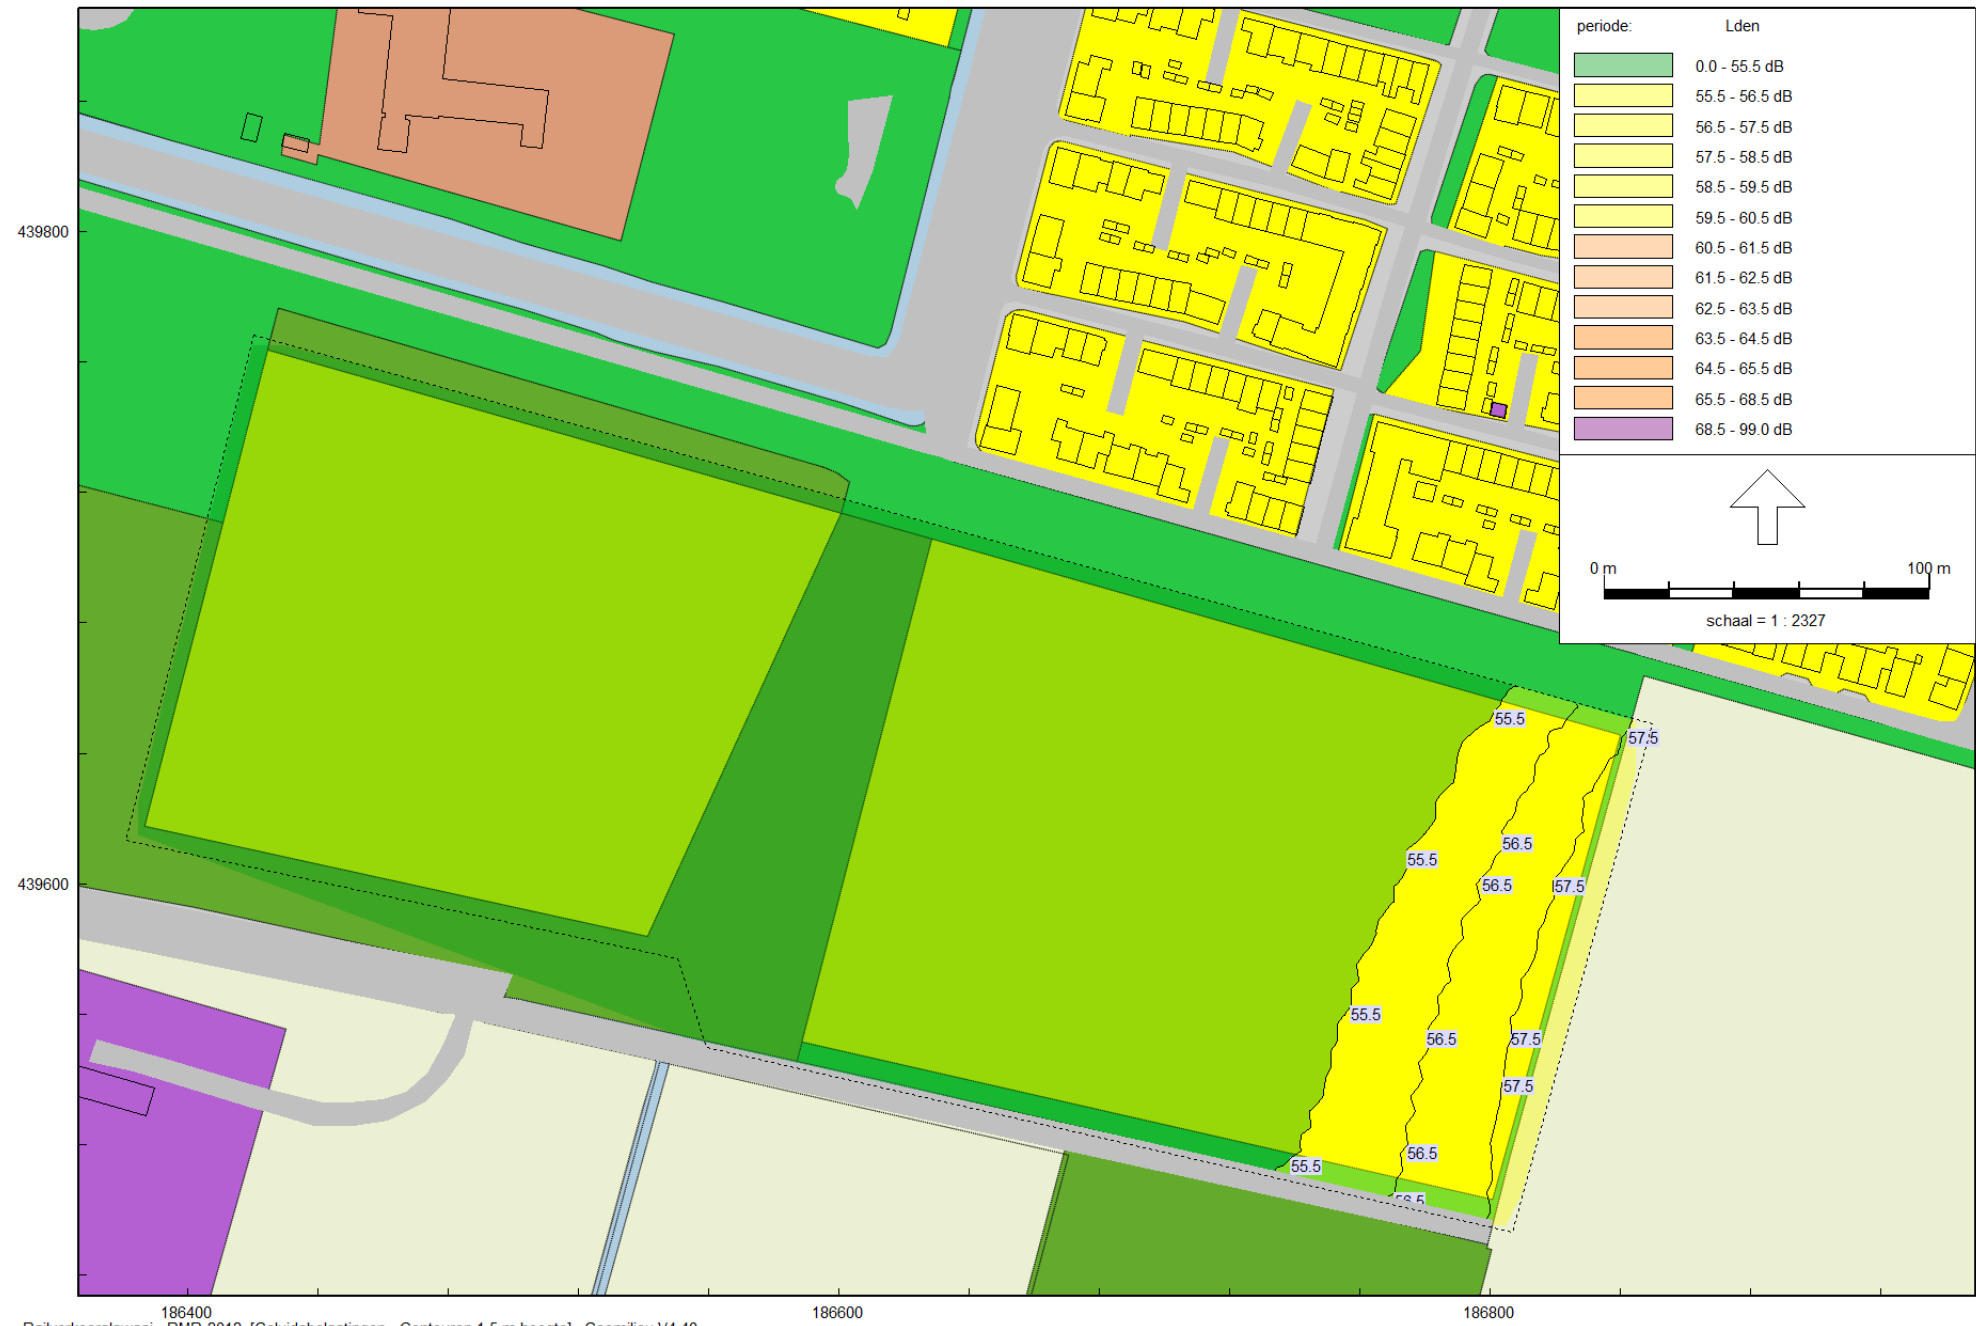 periode: Lden
0.0 - 55.5 dB
55.5 - 56.5 dB
56.5 - 57.5 dB
57.5 - 58.5 dB
58.5 - 59.5 dB
59.5 - 60.5 dB
60.5 - 61.5 dB
61.5 - 62.5 dB
62.5 - 63.5 dB
63.5 - 64.5 dB
64.5 - 65.5 dB
65.5 - 68.5 dB
68.5 - 99.0 dB
439800
0 m 100 m
schaal = 1 : 2327
55.5
57.5
56.5
55.5
56.5
57.5
439600
55.5
56.5
57.5
57.5
56.5
55.5
56.5
186400 186600 186800